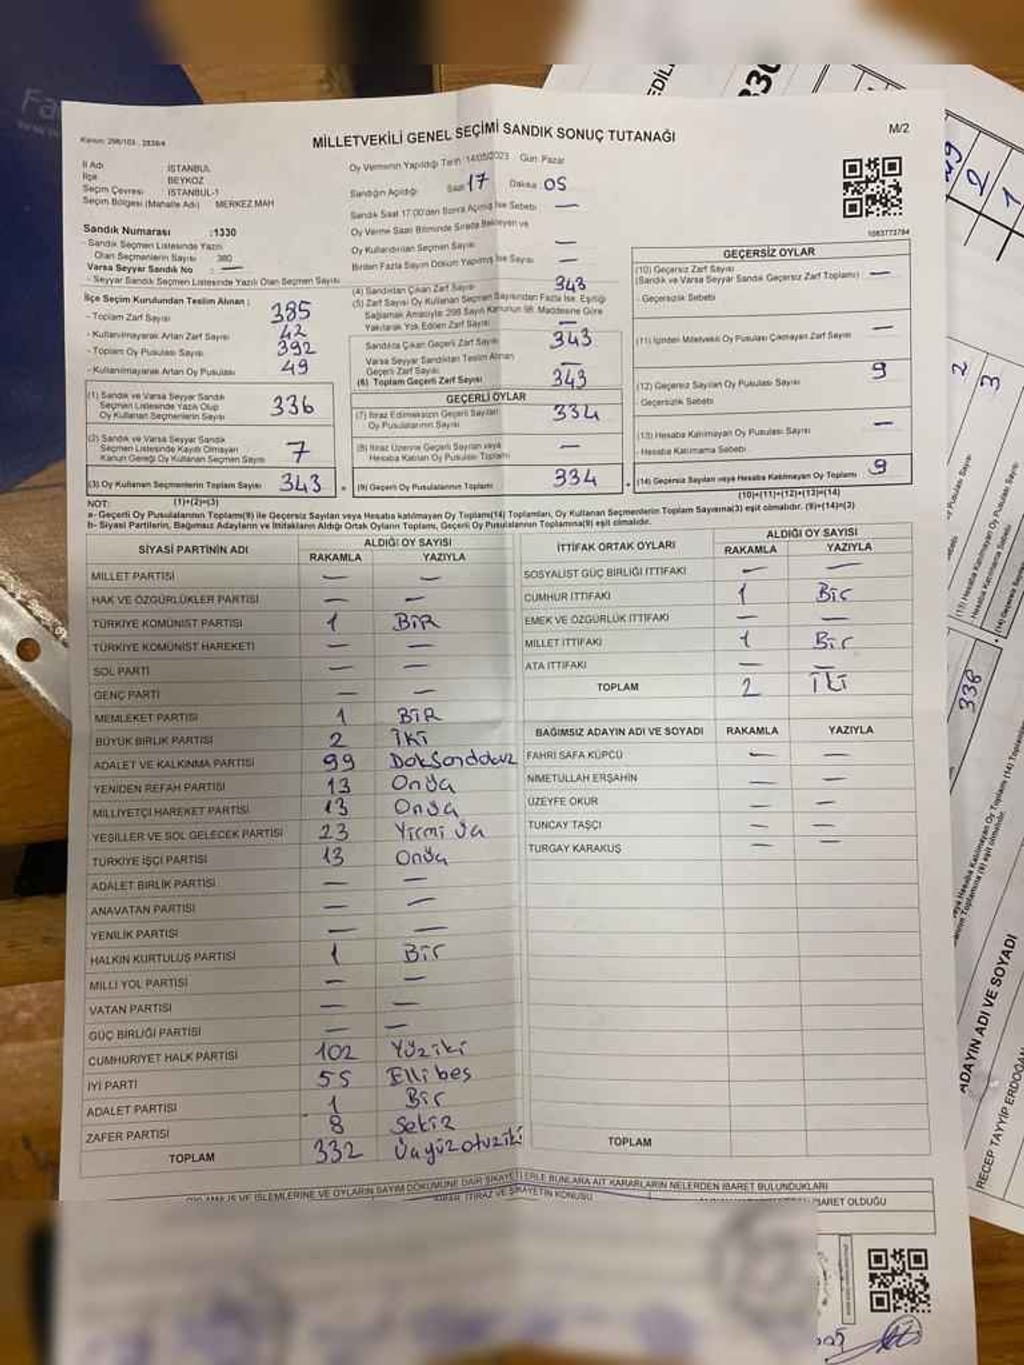 Fa
EDİL
330
Kanun: 298/103 , 2839/4
MİLLETVEKİLİ GENEL SEÇİMİ SANDIK SONUÇ TUTANAĞI
M/2
İl Adı İSTANBUL
İlçe BEYKOZ
Seçim Çevresi İSTANBUL-1
Seçim Bölgesi (Mahalle Adı) MERKEZ MAH
Sandık Numarası :1330
- Sandık Seçmen Listesinde Yazılı
Olan Seçmenlerin Sayısı 380
Varsa Seyyar Sandık No : —
- Seyyar Sandık Seçmen Listesinde Yazılı Olan Seçmen Sayısı
İlçe Seçim Kurulundan Teslim Alınan :
- Toplam Zarf Sayısı 385
- Kullanılmayarak Artan Zarf Sayısı 42
- Toplam Oy Pusulası Sayısı 392
- Kullanılmayarak Artan Oy Pusulası 49
(1) Sandık ve Varsa Seyyar Sandık
Seçmen Listesinde Yazılı Olup
Oy Kullanan Seçmenlerin Sayısı 336
(2) Sandık ve Varsa Seyyar Sandık
Seçmen Listesinde Kayıtlı Olmayan
Kanun Gereği Oy Kullanan Seçmen Sayısı 7
(3) Oy Kullanan Seçmenlerin Toplam Sayısı 343
(1)+(2)=(3)
Oy Vermenin Yapıldığı Tarih 14/05/2023 Gün: Pazar
Sandığın Açıldığı Saat 17 Dakika 05
Sandık Saat 17:00'den Sonra Açılmış İse Sebebi —
Oy Verme Saati Bitiminde Sırada Bekleyen ve
Oy Kullandırılan Seçmen Sayısı —
Birden Fazla Sayım Döküm Yapılmış İse Sayısı —
(4) Sandıktan Çıkan Zarf Sayısı 343
(5) Zarf Sayısı Oy Kullanan Seçmen Sayısından Fazla İse, Eşitliği
Sağlamak Amacıyla; 298 Sayılı Kanunun 98. Maddesine Göre
Yakılarak Yok Edilen Zarf Sayısı —
Sandıkta Çıkan Geçerli Zarf Sayısı 343
Varsa Seyyar Sandıktan Teslim Alınan
Geçerli Zarf Sayısı —
(6) Toplam Geçerli Zarf Sayısı 343
GEÇERLİ OYLAR
(7) İtiraz Edilmeksizin Geçerli Sayılan
Oy Pusulalarının Sayısı 334
(8) İtiraz Üzerine Geçerli Sayılan veya
Hesaba Katılan Oy Pusulası Toplamı —
(9) Geçerli Oy Pusulalarının Toplamı 334
1083773784
GEÇERSİZ OYLAR
(10) Geçersiz Zarf Sayısı
(Sandık ve Varsa Seyyar Sandık Geçersiz Zarf Toplamı) —
- Geçersizlik Sebebi
(11) İçinden Milletvekili Oy Pusulası Çıkmayan Zarf Sayısı —
(12) Geçersiz Sayılan Oy Pusulası Sayısı 9
- Geçersizlik Sebebi
(13) Hesaba Katılmayan Oy Pusulası Sayısı —
- Hesaba Katılmama Sebebi
(14) Geçersiz Sayılan veya Hesaba Katılmayan Oy Toplamı 9
(10)+(11)+(12)+(13)=(14)
NOT:
a- Geçerli Oy Pusulalarının Toplamı(9) ile Geçersiz Sayılan veya Hesaba katılmayan Oy Toplamı(14) Toplamları, Oy Kullanan Seçmenlerin Toplam Sayısına(3) eşit olmalıdır. (9)+(14)=(3)
b- Siyasi Partilerin, Bağımsız Adayların ve İttifakların Aldığı Ortak Oyların Toplamı, Geçerli Oy Pusulalarının Toplamına(9) eşit olmalıdır.
SİYASİ PARTİNİN ADI ALDIĞI OY SAYISI
RAKAMLA YAZIYLA
MİLLET PARTİSİ — —
HAK VE ÖZGÜRLÜKLER PARTİSİ — —
TÜRKİYE KOMÜNİST PARTİSİ 1 BİR
TÜRKİYE KOMÜNİST HAREKETİ — —
SOL PARTİ — —
GENÇ PARTİ — —
MEMLEKET PARTİSİ 1 BİR
BÜYÜK BİRLİK PARTİSİ 2 İKİ
ADALET VE KALKINMA PARTİSİ 99 Doksandokuz
YENİDEN REFAH PARTİSİ 13 Onüç
MİLLİYETÇİ HAREKET PARTİSİ 13 Onüç
YEŞİLLER VE SOL GELECEK PARTİSİ 23 Yirmi üç
TÜRKİYE İŞÇİ PARTİSİ 13 Onüç
ADALET BİRLİK PARTİSİ — —
ANAVATAN PARTİSİ — —
YENİLİK PARTİSİ — —
HALKIN KURTULUŞ PARTİSİ 1 Bir
MİLLİ YOL PARTİSİ — —
VATAN PARTİSİ — —
GÜÇ BİRLİĞİ PARTİSİ — —
CUMHURİYET HALK PARTİSİ 102 Yüziki
İYİ PARTİ 55 Ellibeş
ADALET PARTİSİ 1 Bir
ZAFER PARTİSİ 8 Sekiz
TOPLAM 332 Üçyüzotuziki
İTTİFAK ORTAK OYLARI ALDIĞI OY SAYISI
RAKAMLA YAZIYLA
SOSYALİST GÜÇ BİRLİĞİ İTTİFAKI — —
CUMHUR İTTİFAKI 1 Bir
EMEK VE ÖZGÜRLÜK İTTİFAKI — —
MİLLET İTTİFAKI 1 Bir
ATA İTTİFAKI — —
TOPLAM 2 İki
BAĞIMSIZ ADAYIN ADI VE SOYADI RAKAMLA YAZIYLA
FAHRİ SAFA KÜPCÜ — —
NİMETULLAH ERŞAHİN — —
ÜZEYFE OKUR — —
TUNCAY TAŞÇI — —
TURGAY KARAKUŞ — —
TOPLAM
OY VERME İŞ VE İŞLEMLERİNE VE OYLARIN SAYIM DÖKÜMÜNE DAİR ŞİKAYETLERLE BUNLARA AİT KARARLARIN NELERDEN İBARET BULUNDUKLARI
İTİRAZ VE ŞİKAYETİN KONUSU
İBARET OLDUĞU
2
1
2
3
338
(13) Hesaba Katılmayan Oy Pusulası Sayısı
- Hesaba Katılmama Sebebi
ADAYIN ADI VE SOYADI
RECEP TAYYİP ERDOĞAN